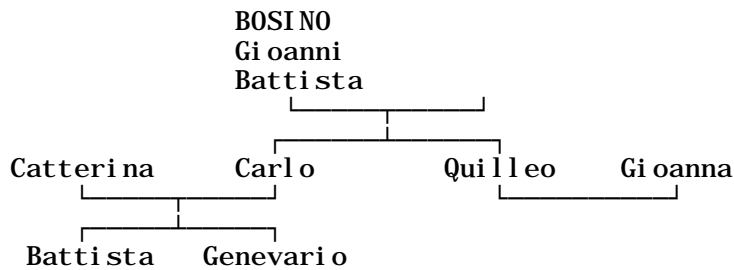 BOSINO
Gioanni
Battista
Catterina Carlo Quilleo Gioanna
Battista Genevario